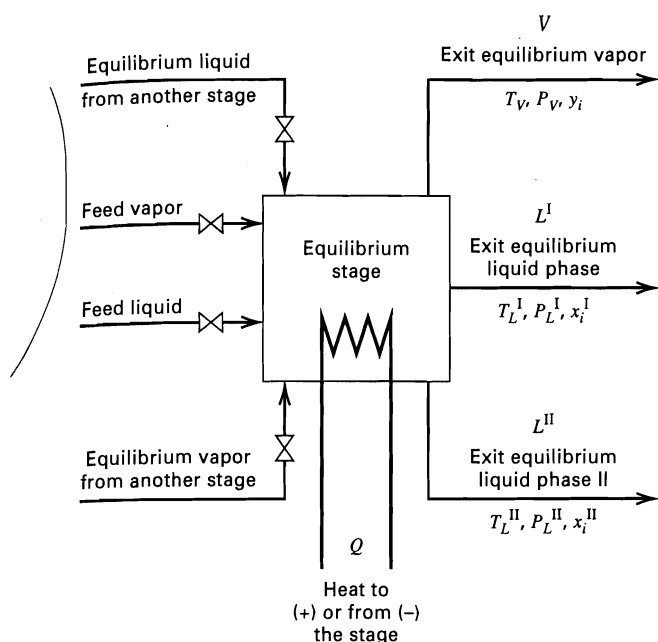 Equilibrium liquid
from another stage
Feed vapor
Feed liquid
Equilibrium vapor
from another stage
Equilibrium
stage
Q
Heat to
(+) or from (–)
the stage
V
Exit equilibrium vapor
T_V, P_V, y_i
L^I
Exit equilibrium
liquid phase
T_L^I, P_L^I, x_i^I
L^II
Exit equilibrium
liquid phase II
T_L^II, P_L^II, x_i^II